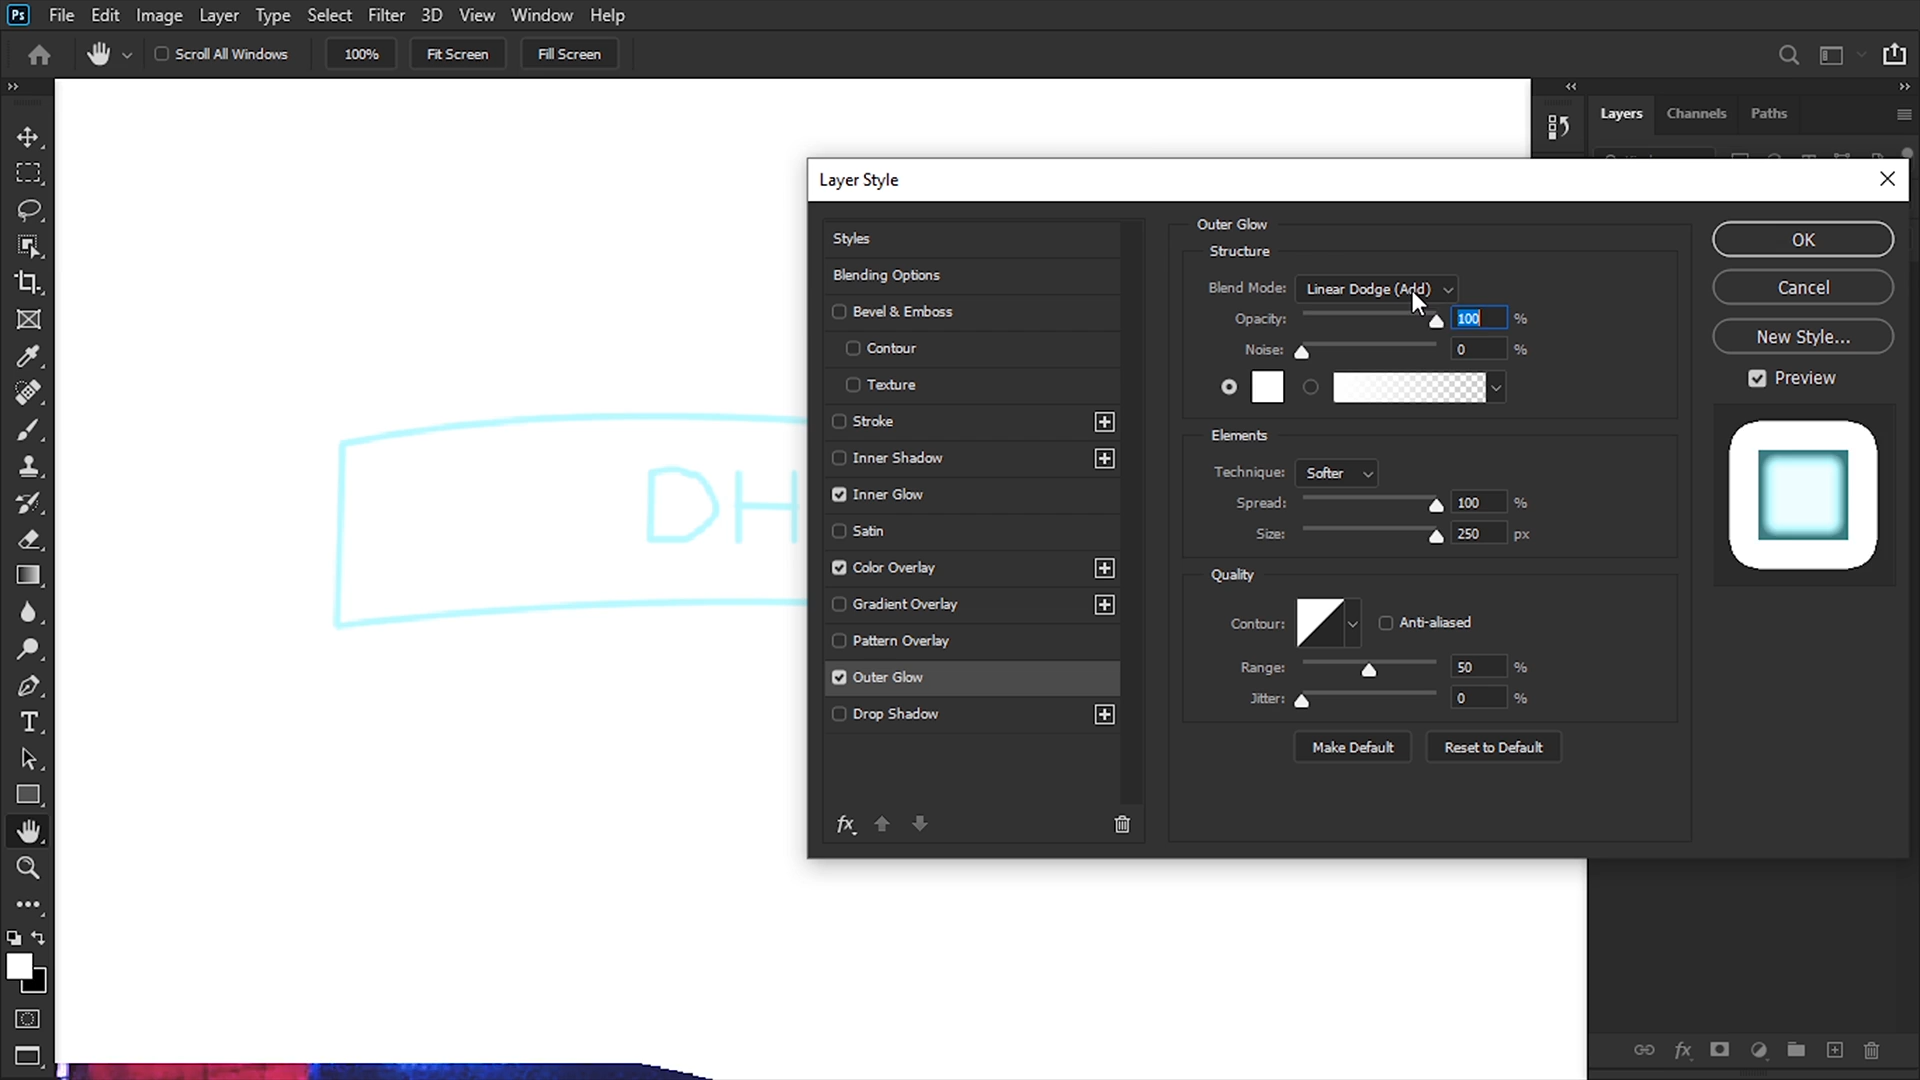 Ps File Edit Image Layer Type Select Filter 3D View Window Help
Scroll All Windows 100% Fit Screen Fill Screen
Layers Channels Paths
Layer Style
Styles
Blending Options
Bevel & Emboss
Contour
Texture
Stroke
Inner Shadow
Inner Glow
Satin
Color Overlay
Gradient Overlay
Pattern Overlay
Outer Glow
Drop Shadow
fx
Outer Glow
Structure
Blend Mode: Linear Dodge (Add)
Opacity: 100 %
Noise: 0 %
Elements
Technique: Softer
Spread: 100 %
Size: 250 px
Quality
Contour: Anti-aliased
Range: 50 %
Jitter: 0 %
Make Default Reset to Default
OK
Cancel
New Style...
Preview
DH
T
fx